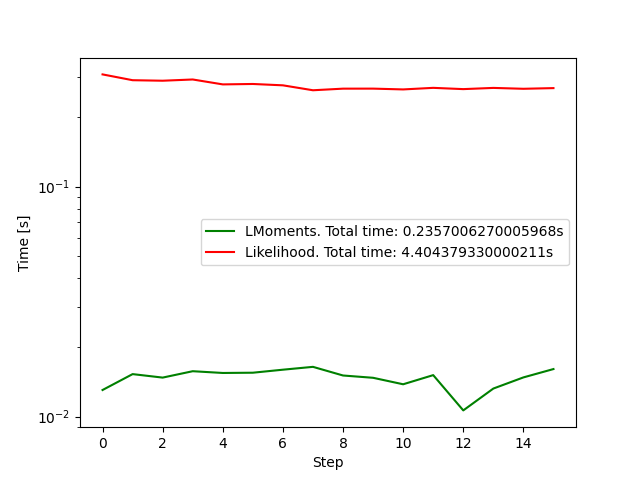 10⁻¹
10⁻²
Time [s]
LMoments. Total time: 0.2357006270005968s
Likelihood. Total time: 4.404379330000211s
0 2 4 6 8 10 12 14
Step